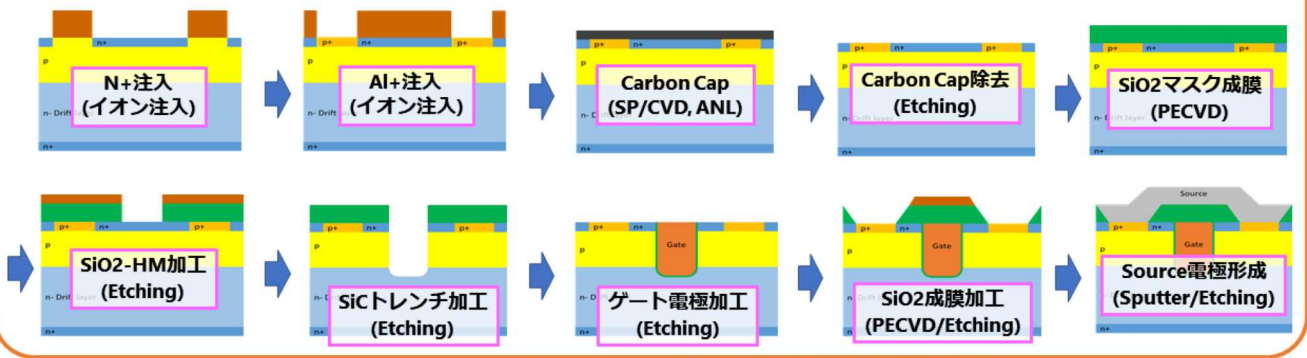 p+
n+
p+
n+
p+
p+
n+
p+
p+
n+
p+
p
N+注入
(イオン注入)
Al+注入
(イオン注入)
Carbon Cap
(SP/CVD, ANL)
Carbon Cap除去
(Etching)
SiO2マスク成膜
(PECVD)
n- Drift layer
n+
p+
n+
p+
p+
n+
p+
p+
n+
p+
p+
n+
p+
Source
p
Gate
Gate
Gate
SiO2-HM加工
(Etching)
SiCトレンチ加工
(Etching)
ゲート電極加工
(Etching)
SiO2成膜加工
(PECVD/Etching)
Source電極形成
(Sputter/Etching)
n+